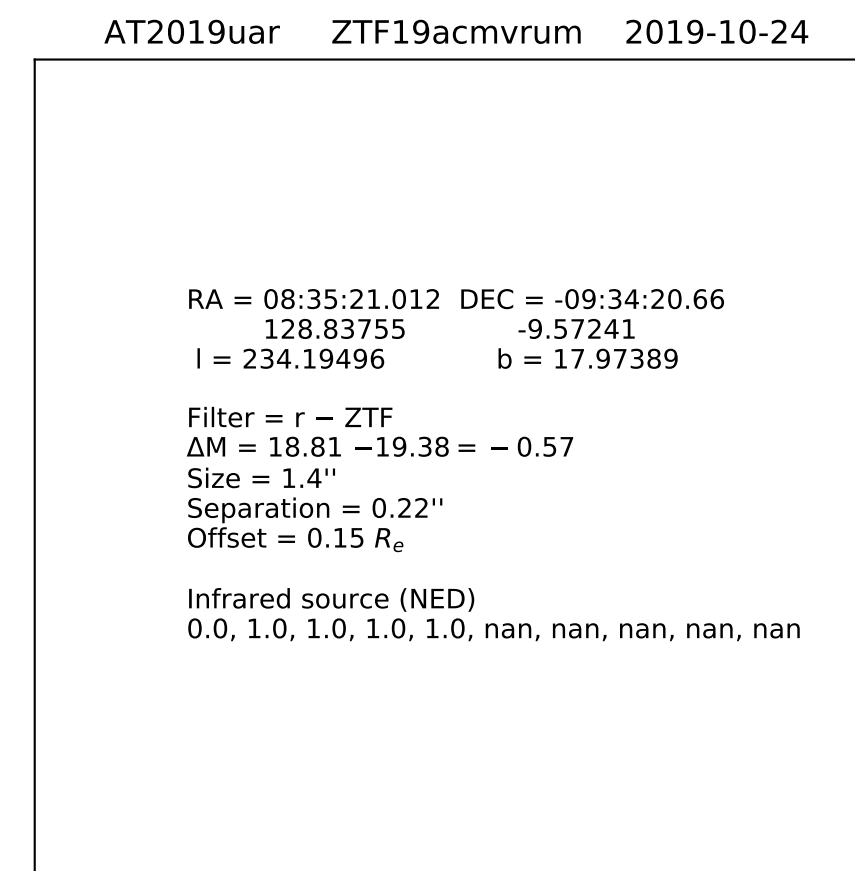 AT2019uar ZTF19acmvrum 2019-10-24
RA = 08:35:21.012 DEC = -09:34:20.66
128.83755 -9.57241
l = 234.19496 b = 17.97389
Filter = r − ZTF
ΔM = 18.81 −19.38 = − 0.57
Size = 1.4''
Separation = 0.22''
Offset = 0.15 Re
Infrared source (NED)
0.0, 1.0, 1.0, 1.0, 1.0, nan, nan, nan, nan, nan